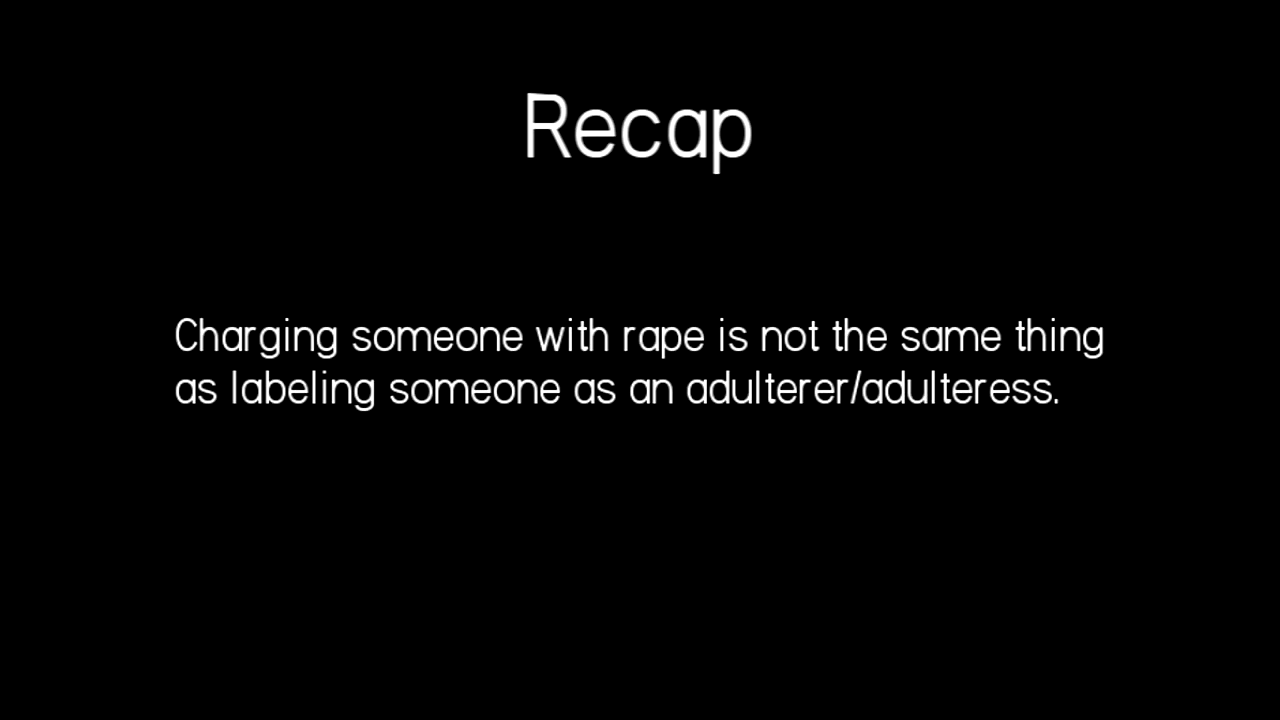 Recap
Charging someone with rape is not the same thing
as labeling someone as an adulterer/adulteress.